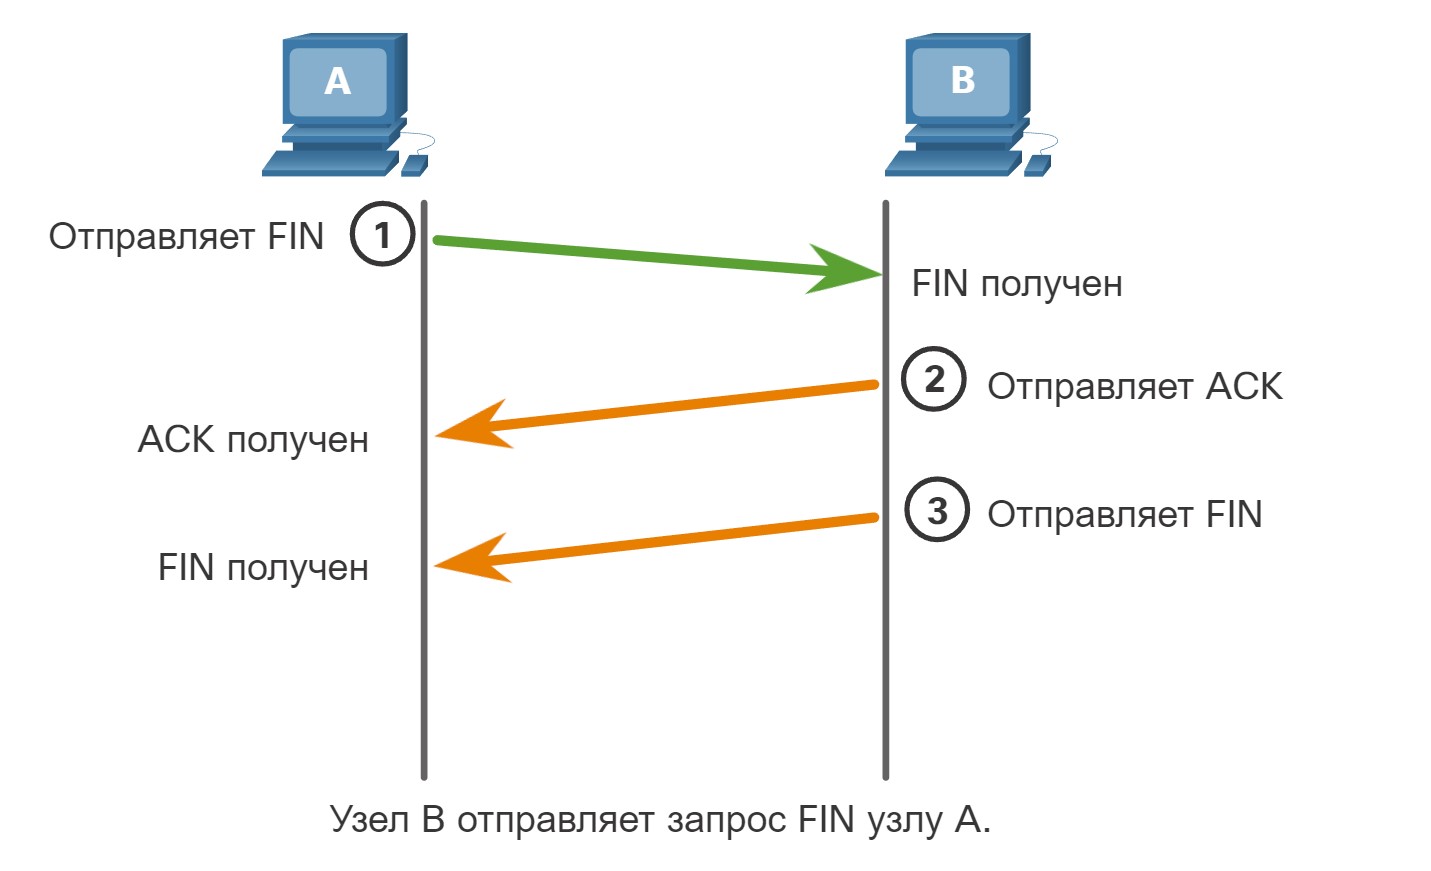 A
B
Отправляет FIN 1
FIN получен
2 Отправляет ACK
ACK получен
3 Отправляет FIN
FIN получен
Узел B отправляет запрос FIN узлу A.